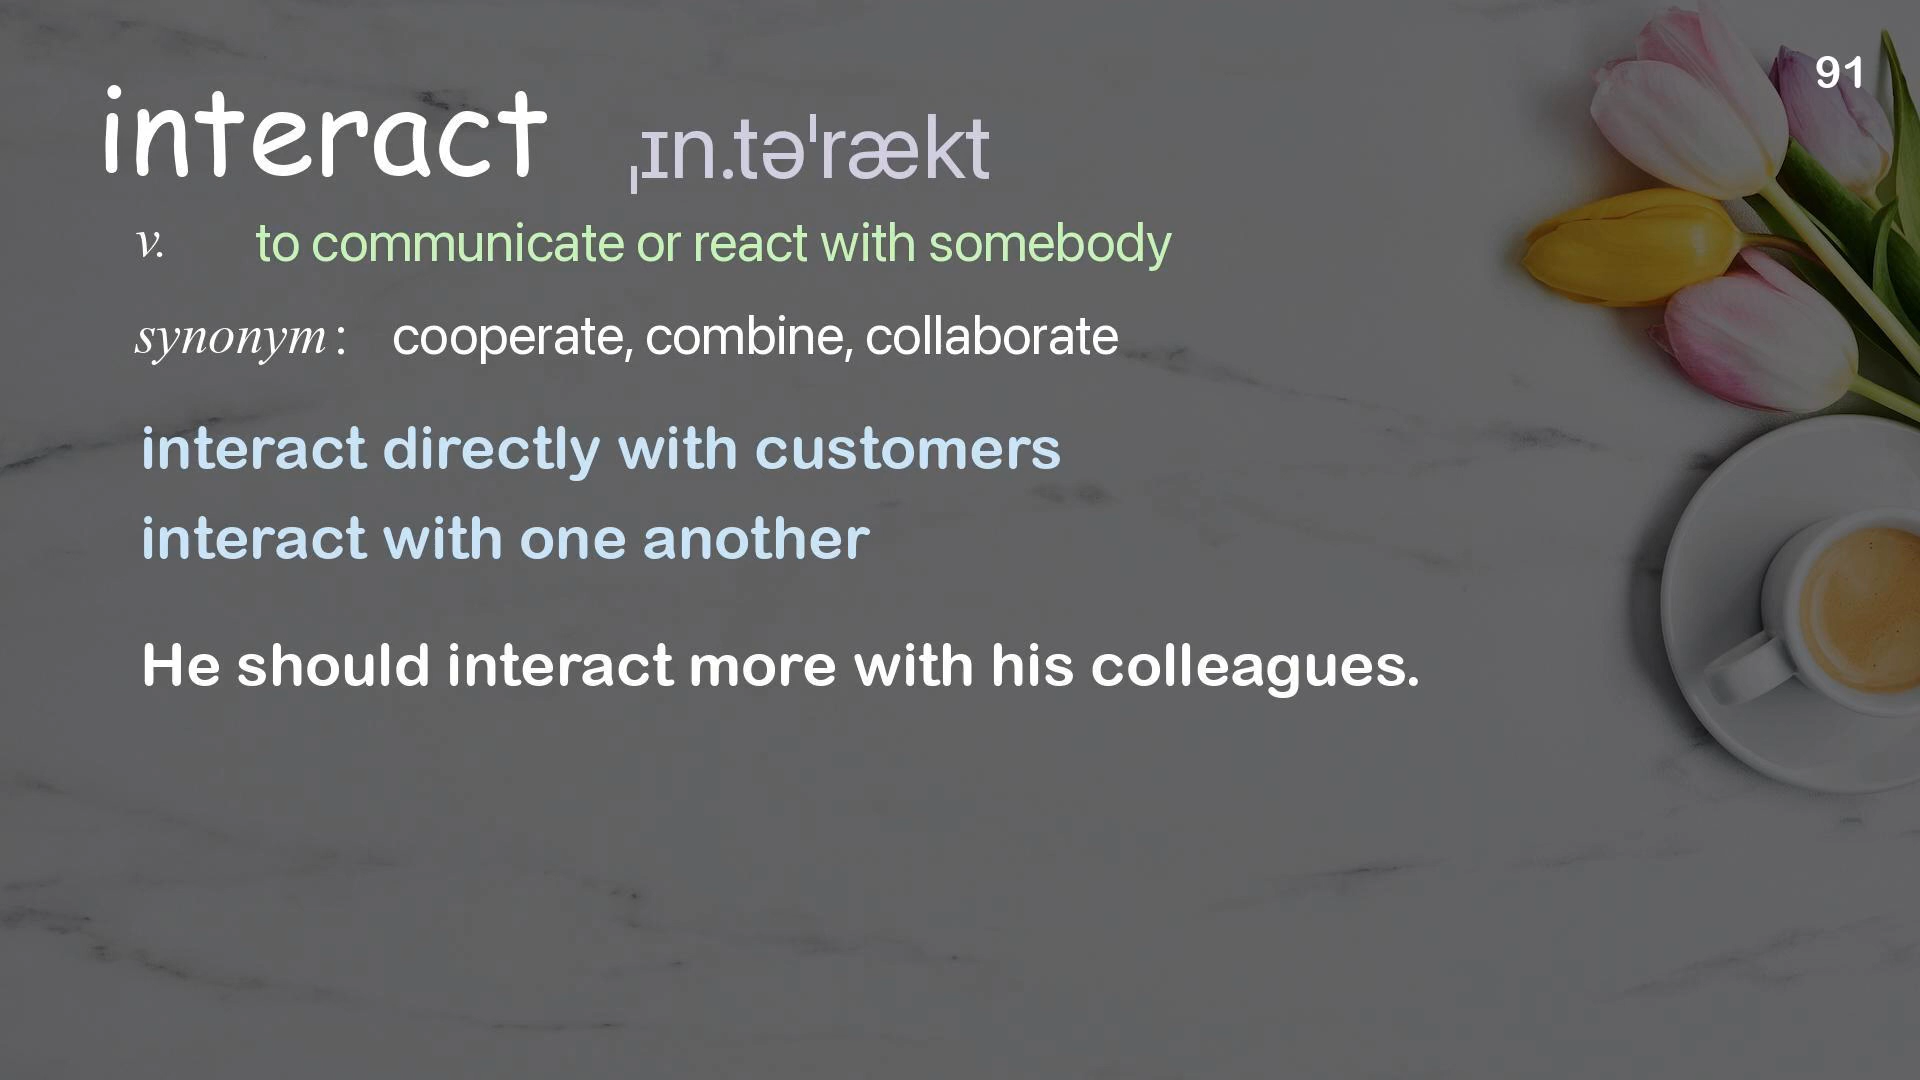 91
interact ˌɪn.təˈrækt
v. to communicate or react with somebody
synonym : cooperate, combine, collaborate
interact directly with customers
interact with one another
He should interact more with his colleagues.